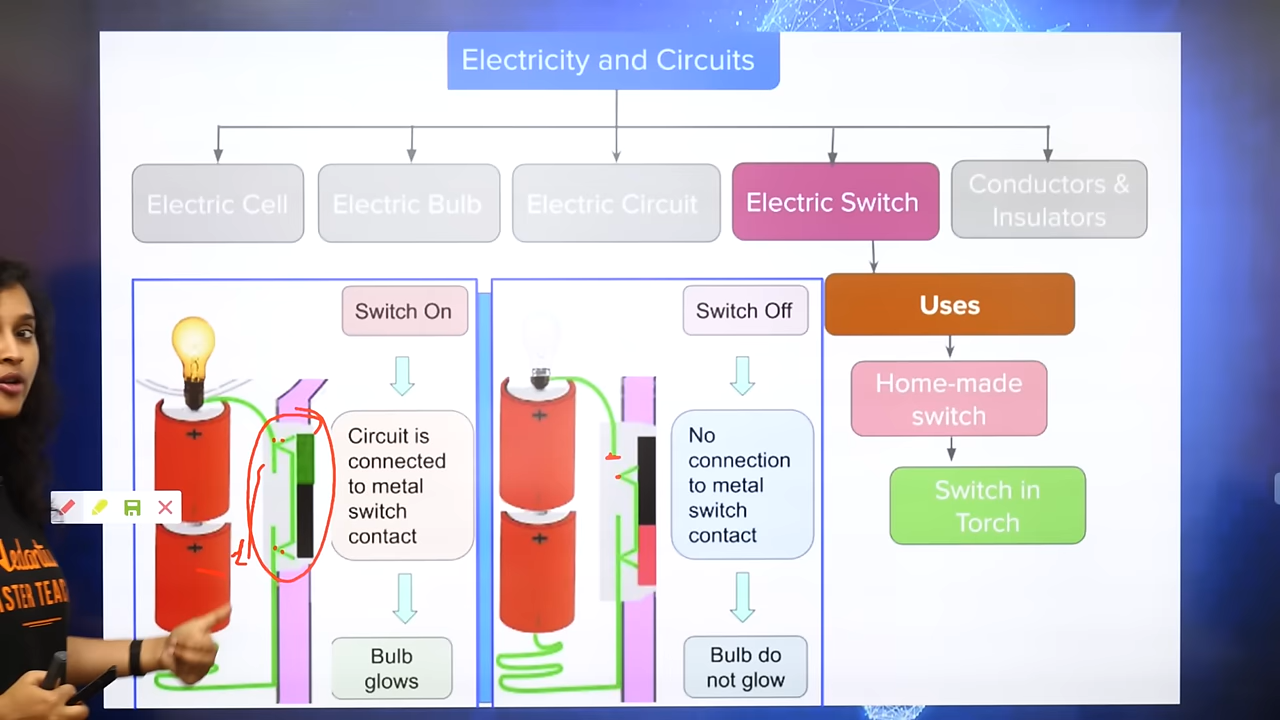 Electricity and Circuits
Electric Cell
Electric Bulb
Electric Circuit
Electric Switch
Conductors &
Insulators
Switch On
Circuit is
connected
to metal
switch
contact
Bulb
glows
+
+
Switch Off
No
connection
to metal
switch
contact
Bulb do
not glow
+
+
Uses
Home-made
switch
Switch in
Torch